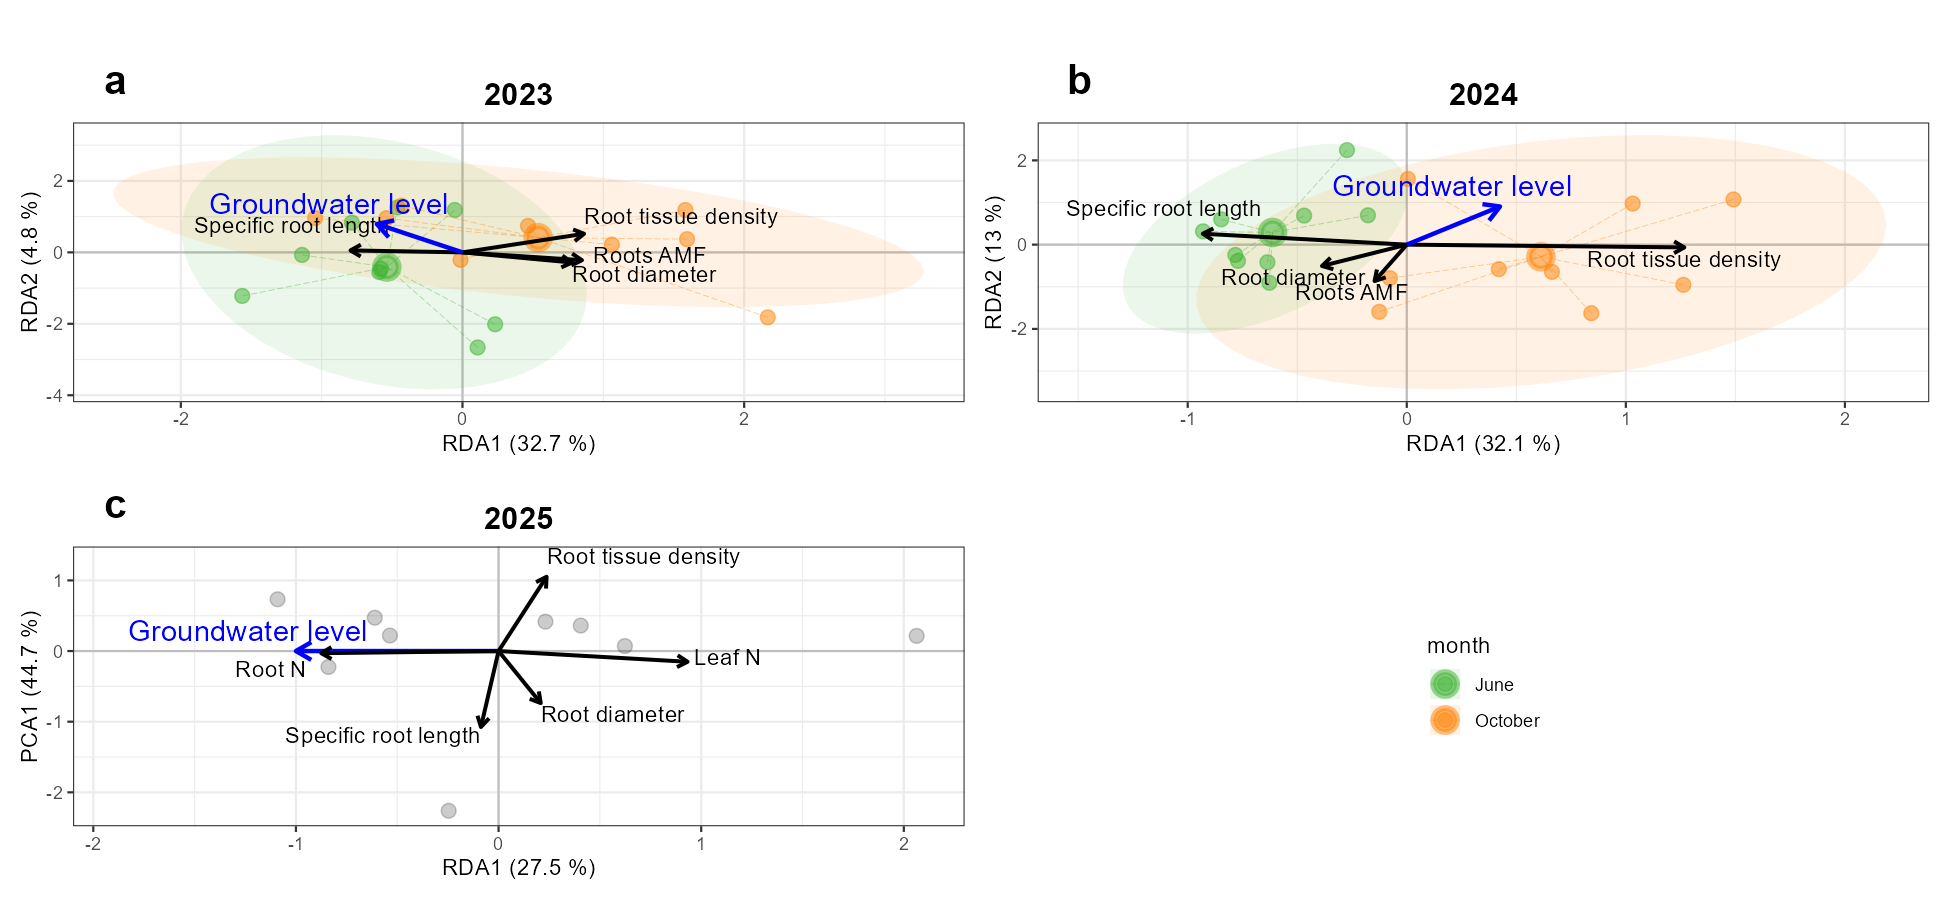 a
2023
Groundwater level
Specific root length
Root tissue density
Roots AMF
Root diameter
RDA2 (4.8 %)
2
0
-2
-4
-2
0
2
RDA1 (32.7 %)
b
2024
Groundwater level
Specific root length
Root tissue density
Root diameter
Roots AMF
RDA2 (13 %)
2
0
-2
-1
0
1
2
RDA1 (32.1 %)
c
2025
Root tissue density
Groundwater level
Root N
Leaf N
Root diameter
Specific root length
PCA1 (44.7 %)
1
0
-1
-2
-2
-1
0
1
2
RDA1 (27.5 %)
month
June
October